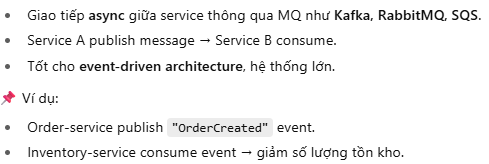 • Giao tiếp async giữa service thông qua MQ như Kafka, RabbitMQ, SQS.
• Service A publish message → Service B consume.
• Tốt cho event-driven architecture, hệ thống lớn.
📌 Ví dụ:
• Order-service publish "OrderCreated" event.
• Inventory-service consume event → giảm số lượng tồn kho.